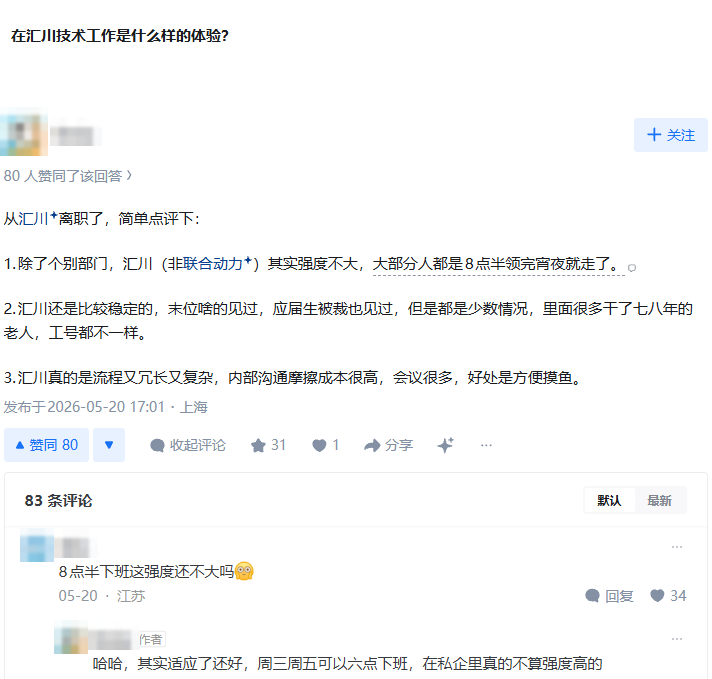 在汇川技术工作是什么样的体验?
+ 关注
80 人赞同了该回答 >
从汇川离职了，简单点评下：
1.除了个别部门，汇川（非联合动力）其实强度不大，大部分人都是8点半领完宵夜就走了。
2.汇川还是比较稳定的，末位啥的见过，应届生被裁也见过，但是都是少数情况，里面很多干了七八年的
老人，工号都不一样。
3.汇川真的是流程又冗长又复杂，内部沟通摩擦成本很高，会议很多，好处是方便摸鱼。
发布于2026-05-20 17:01 · 上海
赞同 80 收起评论 31 1 分享 ···
83 条评论 默认 最新
8点半下班这强度还不大吗
05-20 · 江苏 回复 34
作者
哈哈，其实适应了还好，周三周五可以六点下班，在私企里真的不算强度高的